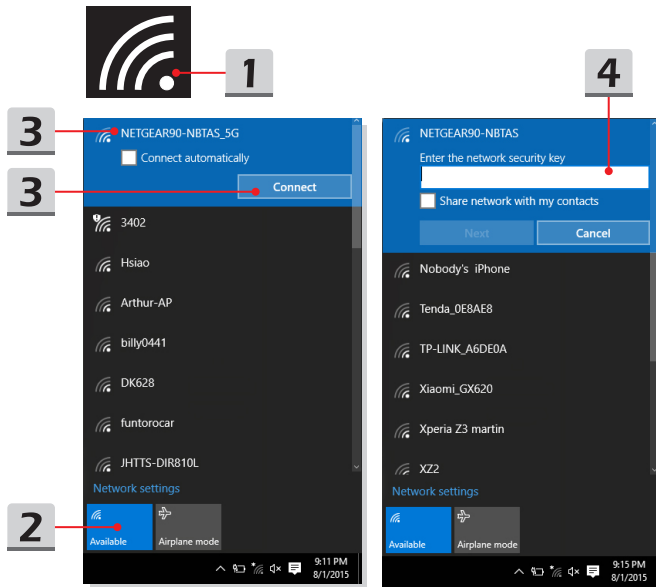 1
3
NETGEAR90-NBTAS_5G
Connect automatically
3
Connect
3402
Hsiao
Arthur-AP
billy0441
DK628
funtorocar
JHTTS-DIR810L
Network settings
2
Available
Airplane mode
9:11 PM
8/1/2015
4
NETGEAR90-NBTAS
Enter the network security key
Share network with my contacts
Next
Cancel
Nobody's iPhone
Tenda_0E8AE8
TP-LINK_A6DE0A
Xiaomi_GX620
Xperia Z3 martin
XZ2
Network settings
Available
Airplane mode
9:15 PM
8/1/2015